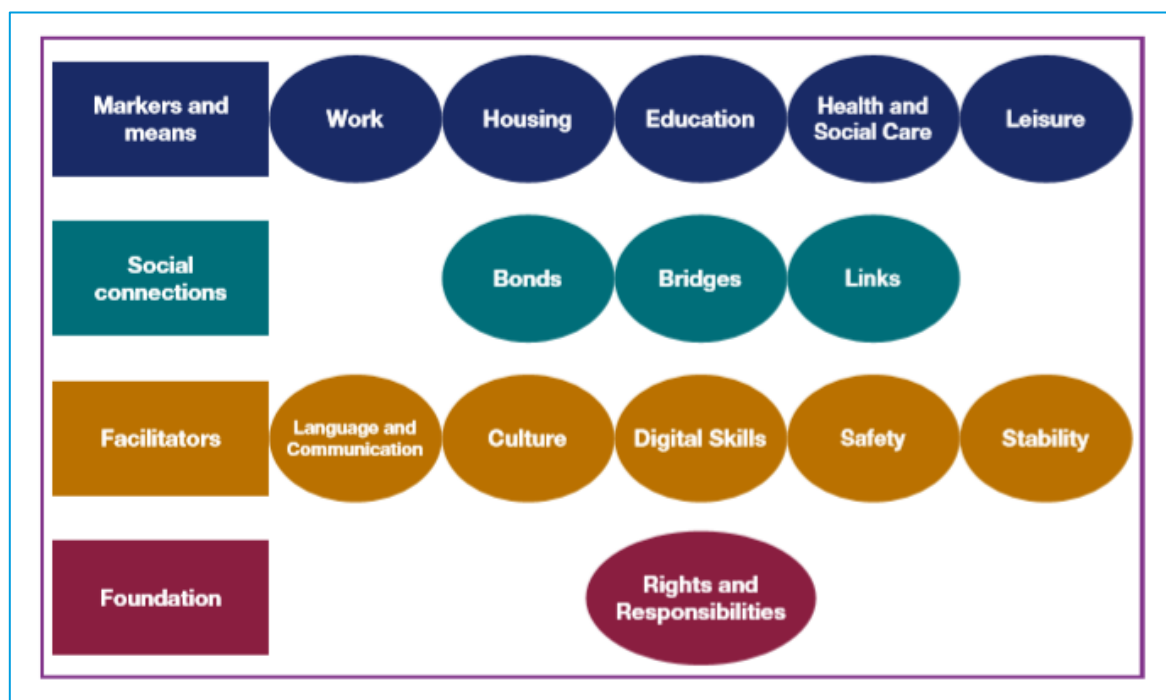 Markers and
means
Work
Housing
Education
Health and
Social Care
Leisure
Social
connections
Bonds
Bridges
Links
Facilitators
Language and
Communication
Culture
Digital Skills
Safety
Stability
Foundation
Rights and
Responsibilities